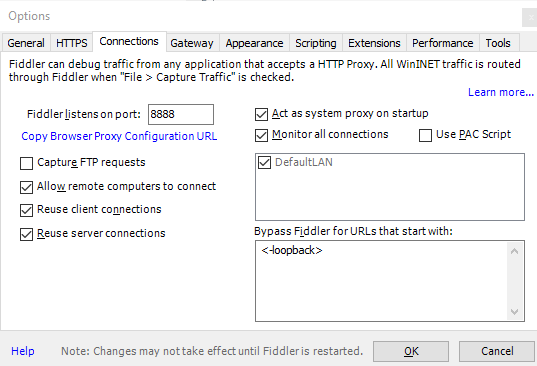 Options
General HTTPS Connections Gateway Appearance Scripting Extensions Performance Tools
Fiddler can debug traffic from any application that accepts a HTTP Proxy. All WinINET traffic is routed
through Fiddler when "File > Capture Traffic" is checked.
Learn more...
Fiddler listens on port: 8888
Copy Browser Proxy Configuration URL
Capture FTP requests
Allow remote computers to connect
Reuse client connections
Reuse server connections
Act as system proxy on startup
Monitor all connections Use PAC Script
DefaultLAN
Bypass Fiddler for URLs that start with:
<-loopback>
Help Note: Changes may not take effect until Fiddler is restarted. OK Cancel